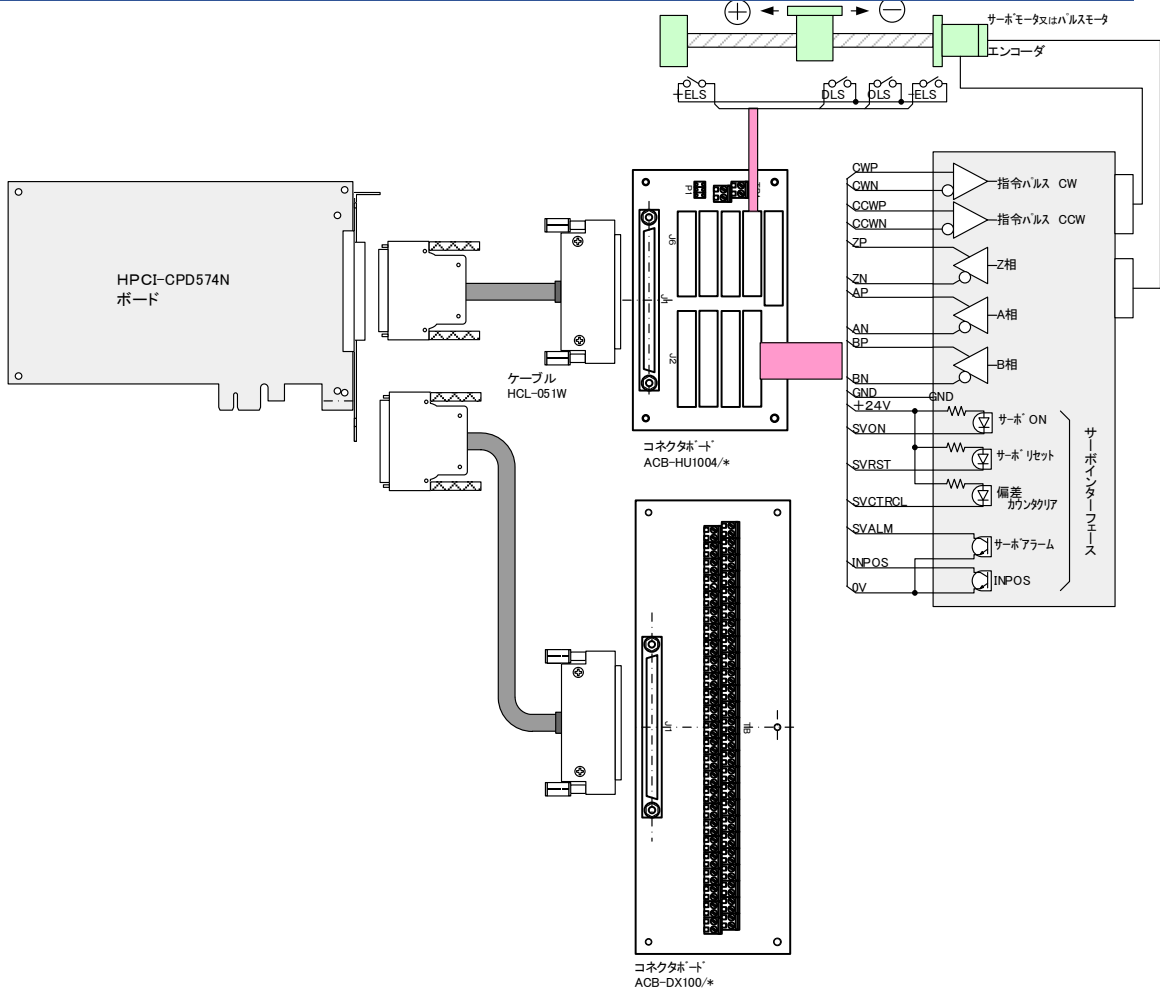 サーボモータ又はパルスモータ
エンコーダ
+ELS
DLS
OLS
-ELS
HPCI-CPD574N
ボード
ケーブル
HCL-051W
P1
J6
J1
J2
コネクタボード
ACB-HU1004/*
CWP
CWN
CCWP
CCWN
ZP
ZN
AP
AN
BP
BN
GND
GND
+24V
SVON
SVRST
SVCTRCL
SVALM
INPOS
0V
指令パルス CW
指令パルス CCW
Z相
A相
B相
サーボ ON
サーボ リセット
偏差
カウンタクリア
サーボアラーム
INPOS
サーボインターフェース
J1
TB
コネクタボード
ACB-DX100/*